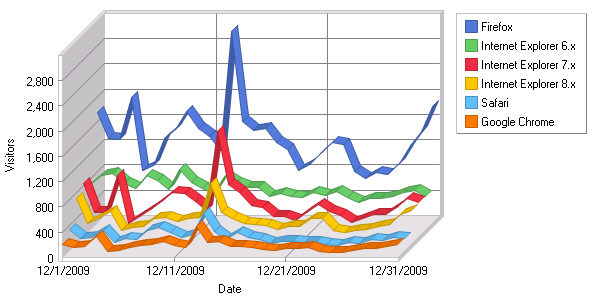 Firefox
Internet Explorer 6.x
Internet Explorer 7.x
Internet Explorer 8.x
Safari
Google Chrome
Visitors
2,800
2,400
2,000
1,600
1,200
800
400
0
12/1/2009 12/11/2009 12/21/2009 12/31/2009
Date